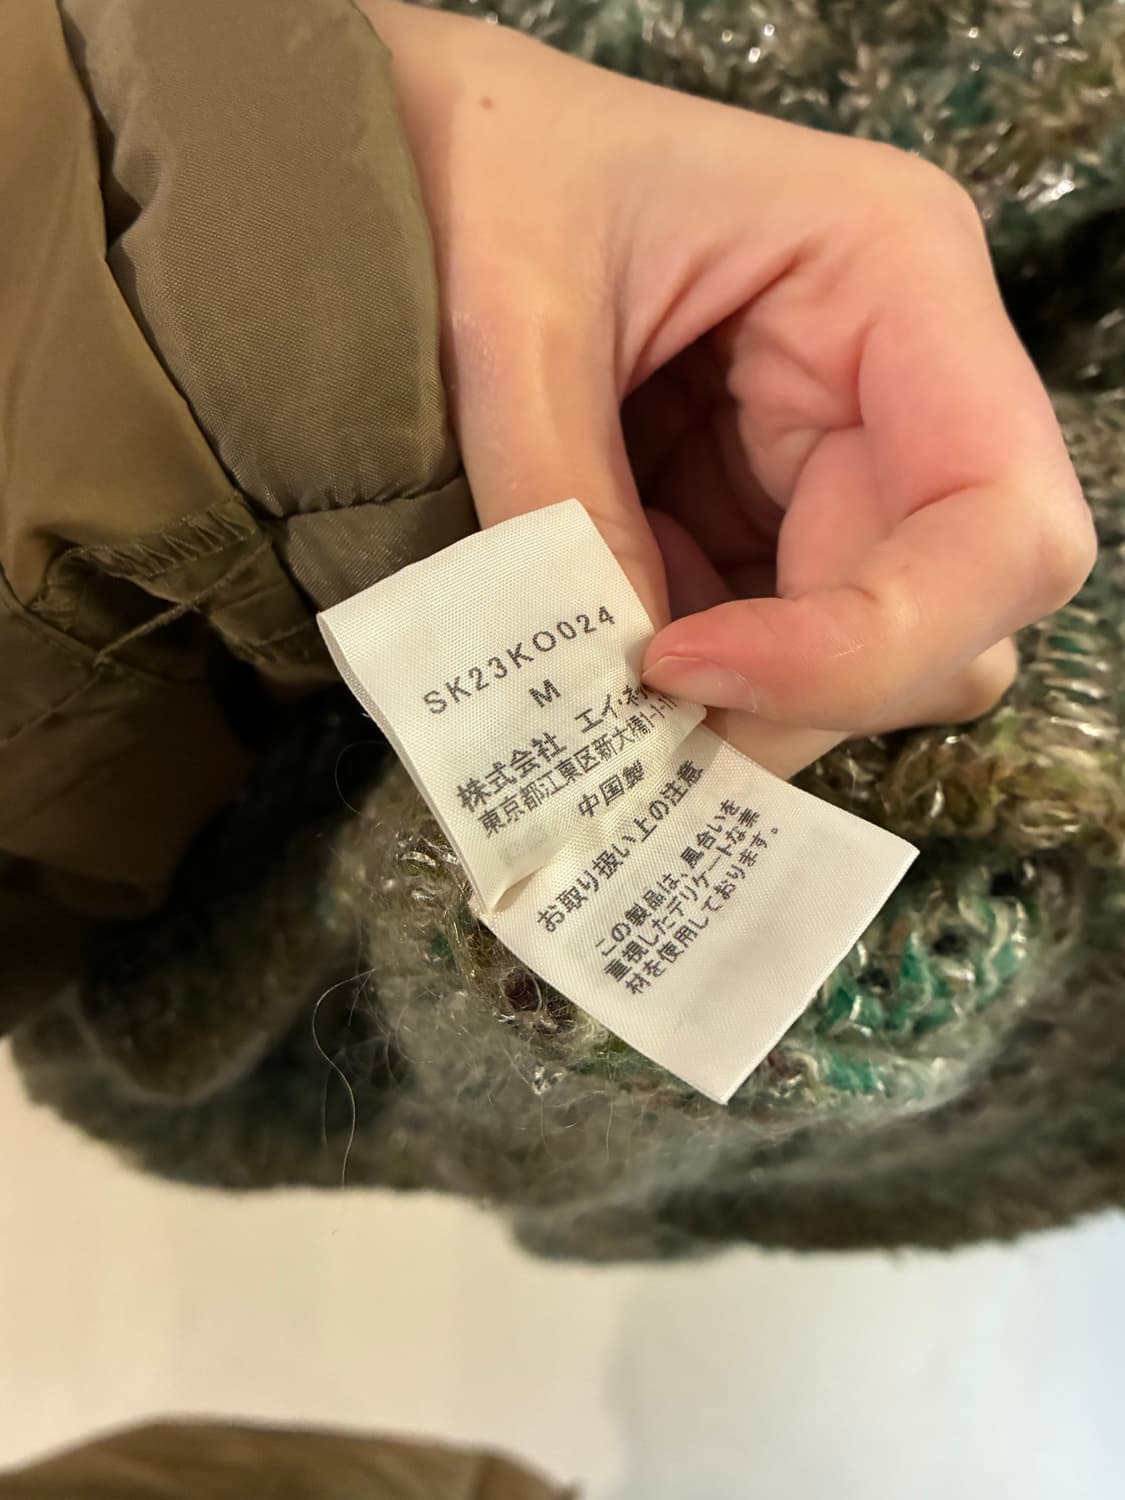 SK23KO024
M
株式会社 エイ・ネ
東京都江東区新大橋1-1-1
中国製
お取り扱い上の注意
この製品は、風合いを
重視したデリケートな素
材を使用しております。